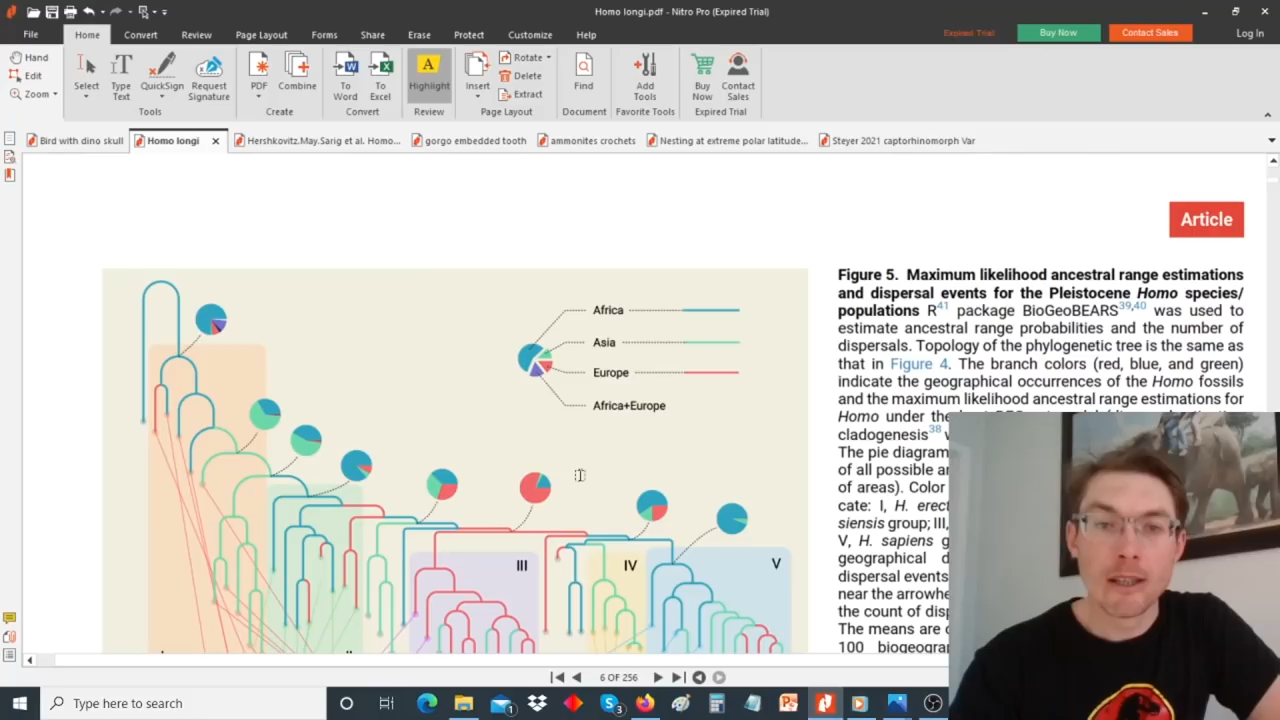 Homo longi.pdf - Nitro Pro (Expired Trial)
File Home Convert Review Page Layout Forms Share Erase Protect Customize Help Expired Trial Buy Now Contact Sales Log In
Hand
Edit
Zoom
Select
Type Text
QuickSign
Request Signature
Tools
PDF
Combine
Create
To Word
To Excel
Convert
Highlight
Review
Insert
Rotate
Delete
Extract
Page Layout
Find
Document
Add Tools
Favorite Tools
Buy Now
Contact Sales
Expired Trial
Bird with dino skull
Homo longi
Hershkovitz.May.Sarig et al. Homo...
gorgo embedded tooth
ammonites crochets
Nesting at extreme polar latitude...
Steyer 2021 captorhinomorph Var
Article
Africa
Asia
Europe
Africa+Europe
III
IV
V
Figure 5. Maximum likelihood ancestral range estimations
and dispersal events for the Pleistocene Homo species/
populations R41 package BioGeoBEARS39,40 was used to
estimate ancestral range probabilities and the number of
dispersals. Topology of the phylogenetic tree is the same as
that in Figure 4. The branch colors (red, blue, and green)
indicate the geographical occurrences of the Homo fossils
and the maximum likelihood ancestral range estimations for
Homo under the
cladogenesis38
The pie diagram
of all possible
of areas). Color
cate: I, H. erect
siensis group; III,
V, H. sapiens g
geographical d
dispersal events
near the arrowhe
the count of disp
The means are
100 biogeograp
6 OF 256
Type here to search
1
3